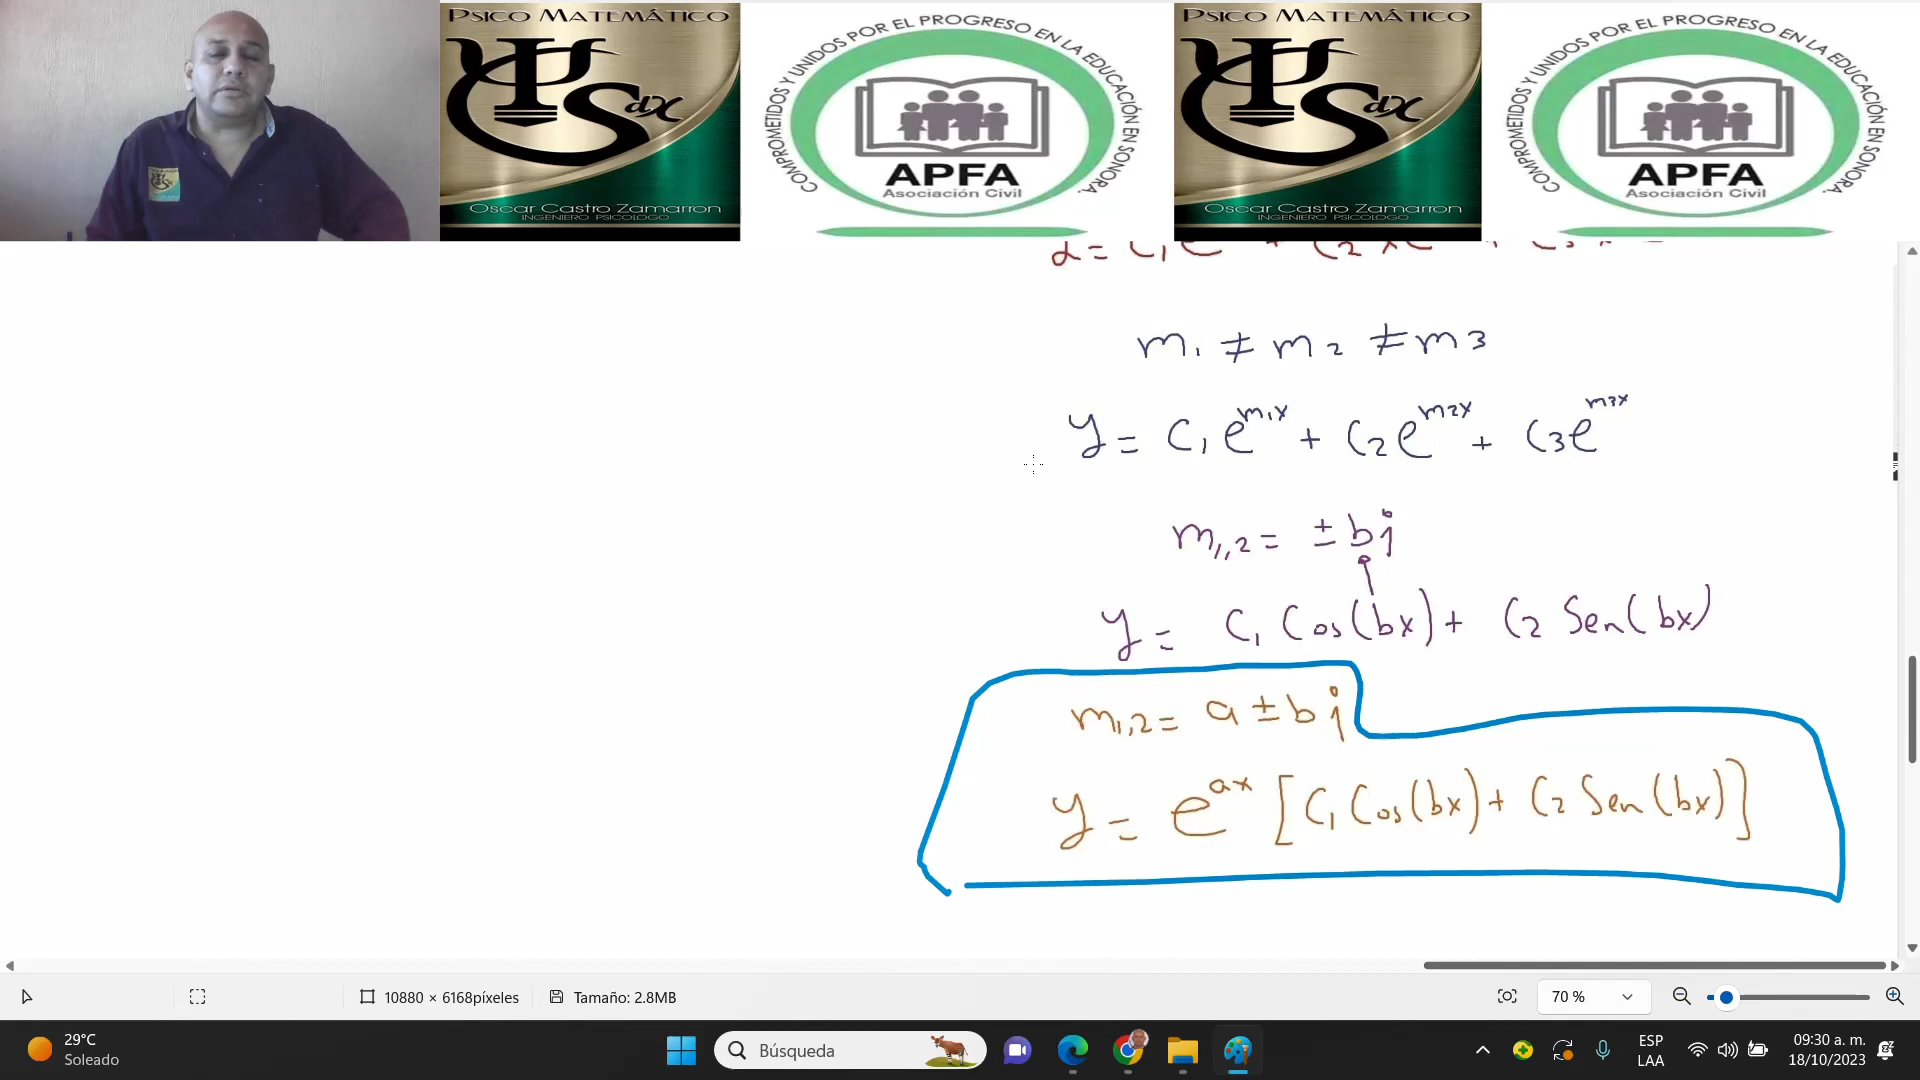 PSICO MATEMÁTICO
dx
Oscar Castro Zamarron
INGENIERO PSICOLOGO
COMPROMETIDOS Y UNIDOS POR EL PROGRESO EN LA EDUCACIÓN EN SONORA.
APFA
Asociación Civil
PSICO MATEMÁTICO
dx
Oscar Castro Zamarron
INGENIERO PSICOLOGO
COMPROMETIDOS Y UNIDOS POR EL PROGRESO EN LA EDUCACIÓN EN SONORA.
APFA
Asociación Civil
m₁ ≠ m₂ ≠ m3
y = C₁e^m₁x + C₂e^m₂x + C₃e^m₃x
m₁,₂ = ± bi
y = C₁ Cos(bx) + C₂ Sen(bx)
m₁,₂ = a ± bi
y = e^ax [C₁ Cos(bx) + C₂ Sen(bx)]
10880 × 6168píxeles
Tamaño: 2.8MB
70 %
29°C
Soleado
Búsqueda
ESP
LAA
09:30 a. m.
18/10/2023